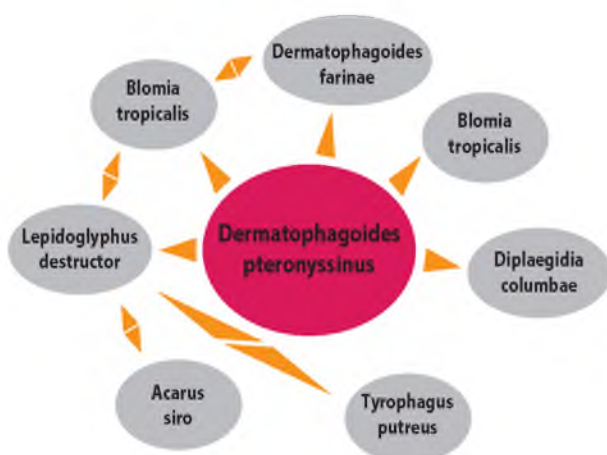 Dermatophagoides
farinae
Blomia
tropicalis
Blomia
tropicalis
Lepidoglyphus
destructor
Dermatophagoides
pteronyssinus
Diplaegidia
columbae
Acarus
siro
Tyrophagus
putreus